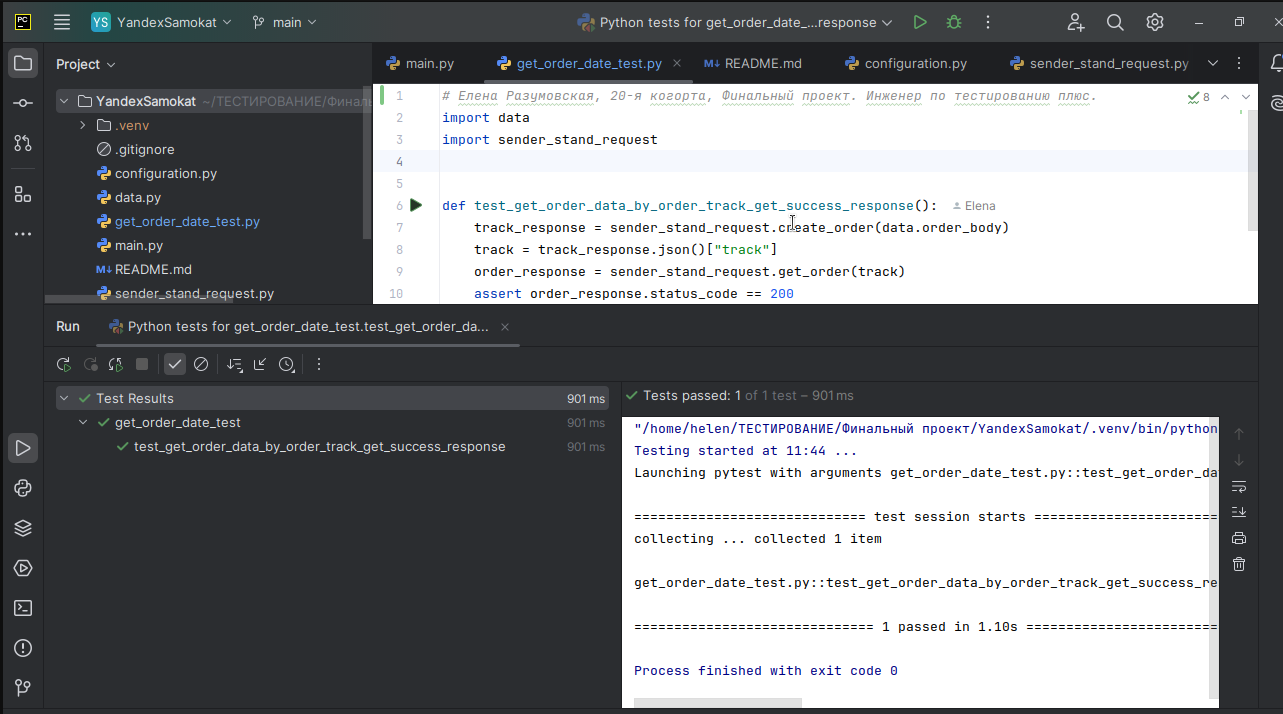 PC
YS YandexSamokat main Python tests for get_order_date_...response
Project
main.py get_order_date_test.py README.md configuration.py sender_stand_request.py
YandexSamokat ~/ТЕСТИРОВАНИЕ/Финал
.venv
.gitignore
configuration.py
data.py
get_order_date_test.py
main.py
README.md
sender_stand_request.py
1 # Елена Разумовская, 20-я когорта, Финальный проект. Инженер по тестированию плюс.
8
2 import data
3 import sender_stand_request
4
5
6 def test_get_order_data_by_order_track_get_success_response(): Elena
7 track_response = sender_stand_request.create_order(data.order_body)
8 track = track_response.json()["track"]
9 order_response = sender_stand_request.get_order(track)
10 assert order_response.status_code == 200
Run Python tests for get_order_date_test.test_get_order_da...
Test Results 901 ms
get_order_date_test 901 ms
test_get_order_data_by_order_track_get_success_response 901 ms
Tests passed: 1 of 1 test – 901 ms
"/home/helen/ТЕСТИРОВАНИЕ/Финальный проект/YandexSamokat/.venv/bin/python
Testing started at 11:44 ...
Launching pytest with arguments get_order_date_test.py::test_get_order_da
============================= test session starts =======================
collecting ... collected 1 item
get_order_date_test.py::test_get_order_data_by_order_track_get_success_re
============================== 1 passed in 1.10s ========================
Process finished with exit code 0